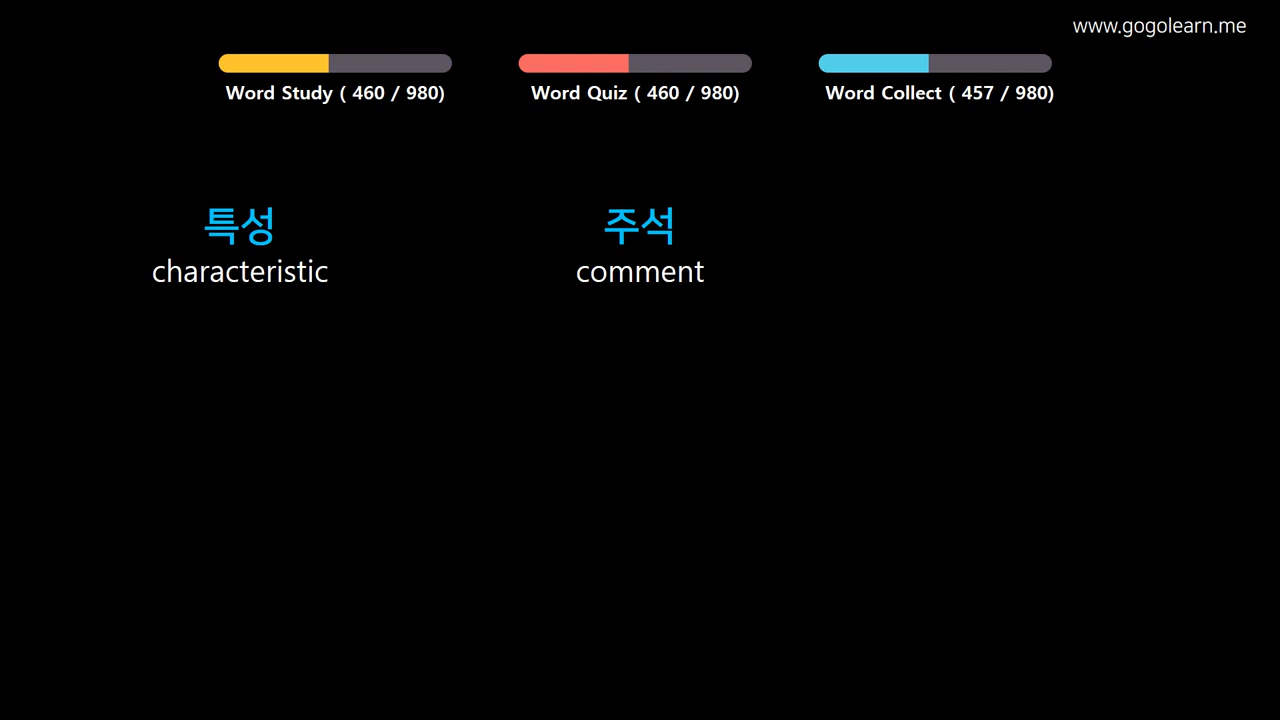 www.gogolearn.me
Word Study ( 460 / 980)
Word Quiz ( 460 / 980)
Word Collect ( 457 / 980)
특성
characteristic
주석
comment